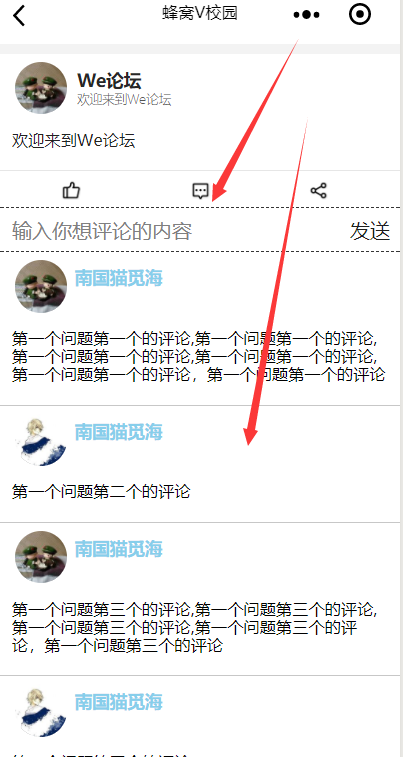 蜂窝V校园
We论坛
欢迎来到We论坛
欢迎来到We论坛
输入你想评论的内容 发送
南国猫觅海
第一个问题第一个的评论,第一个问题第一个的评论,
第一个问题第一个的评论,第一个问题第一个的评论,
第一个问题第一个的评论，第一个问题第一个的评论
南国猫觅海
第一个问题第二个的评论
南国猫觅海
第一个问题第三个的评论,第一个问题第三个的评论,
第一个问题第三个的评论,第一个问题第三个的评
论，第一个问题第三个的评论
南国猫觅海